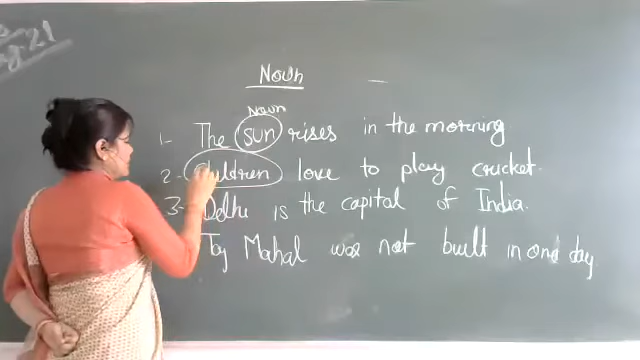 Noun —
Noun
1- The sun rises in the morning
2- Children love to play cricket.
3- Delhi is the capital of India.
Taj Mahal was not built in one day